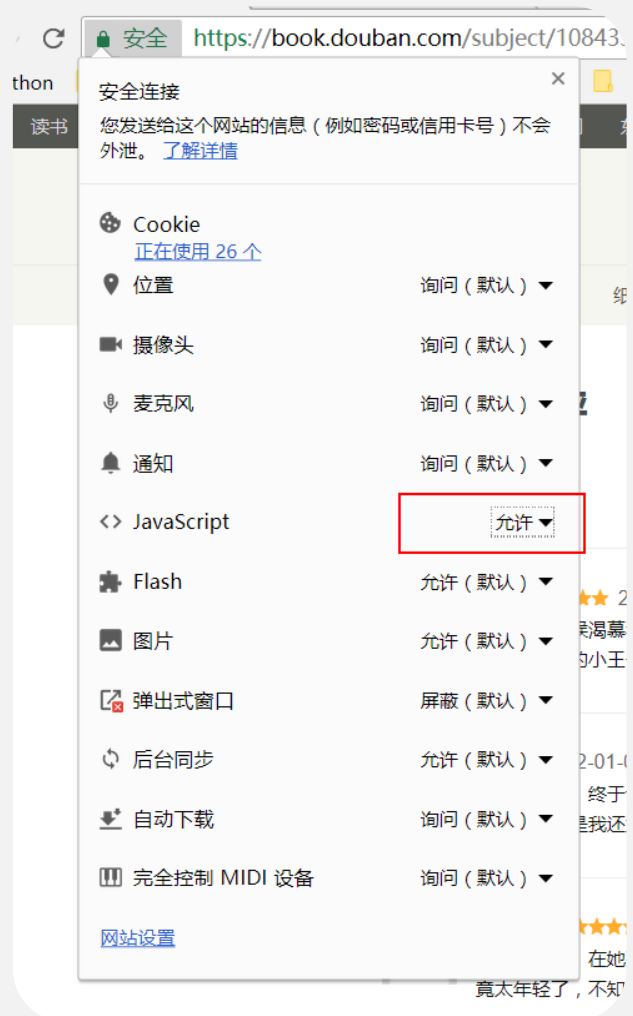 安全 https://book.douban.com/subject/10843
thon
安全连接
读书
您发送给这个网站的信息（例如密码或信用卡号）不会
外泄。 了解详情
Cookie
正在使用 26 个
位置 询问（默认）
纸
摄像头 询问（默认）
麦克风 询问（默认）
通知 询问（默认）
JavaScript 允许
Flash 允许（默认）
2
渴慕
图片 允许（默认）
的小王
弹出式窗口 屏蔽（默认）
后台同步 允许（默认）
2-01-0
终于
自动下载 询问（默认）
是我还
完全控制 MIDI 设备 询问（默认）
网站设置
在她
竟太年轻了，不知